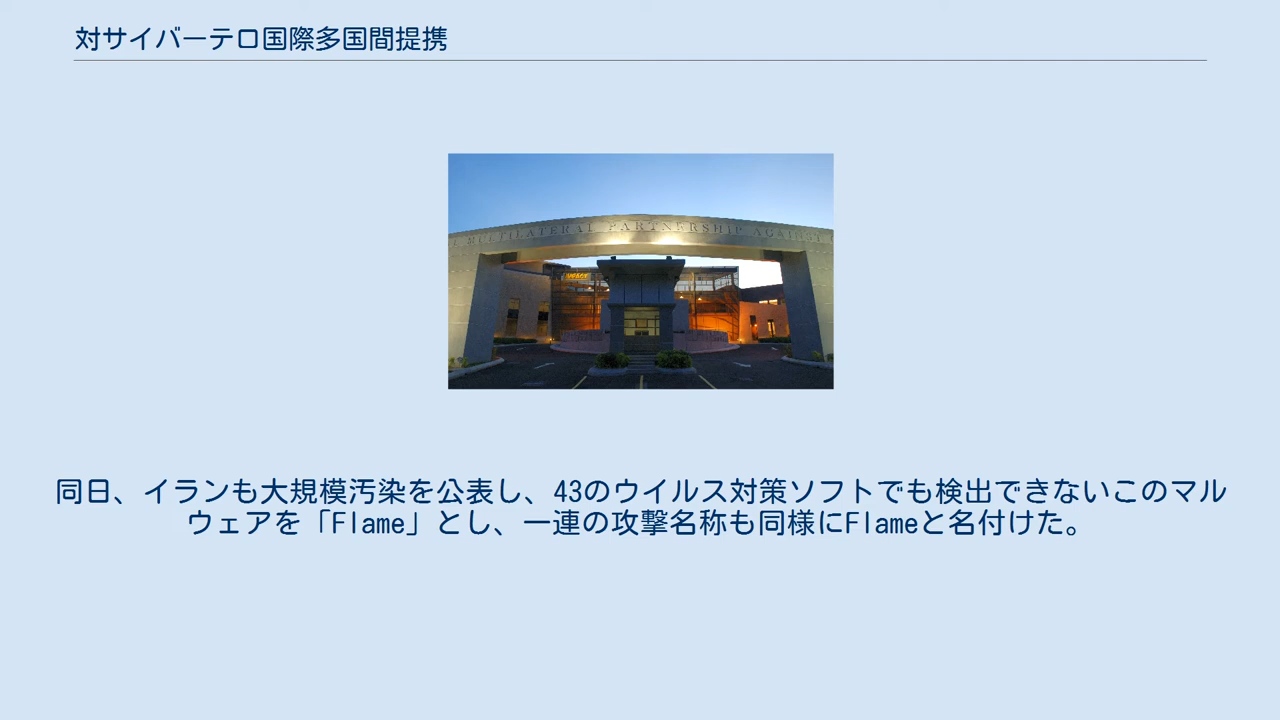 対サイバーテロ国際多国間提携
MULTILATERAL PARTNERSHIP AGAINST
IMPACT
同日、イランも大規模汚染を公表し、43のウイルス対策ソフトでも検出できないこのマル
ウェアを「Flame」とし、一連の攻撃名称も同様にFlameと名付けた。